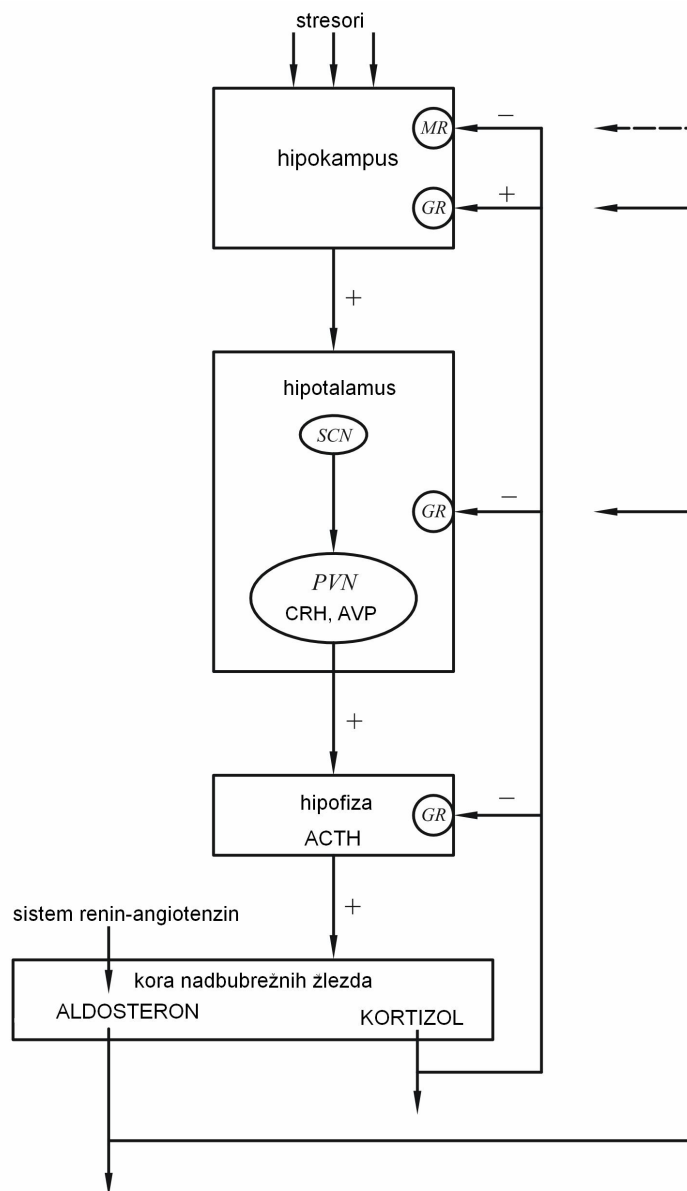 stresori
MR
−
hipokampus
GR
+
+
hipotalamus
SCN
GR
−
PVN
CRH, AVP
+
hipofiza
GR
−
ACTH
+
sistem renin-angiotenzin
kora nadbubrežnih žlezda
ALDOSTERON
KORTIZOL